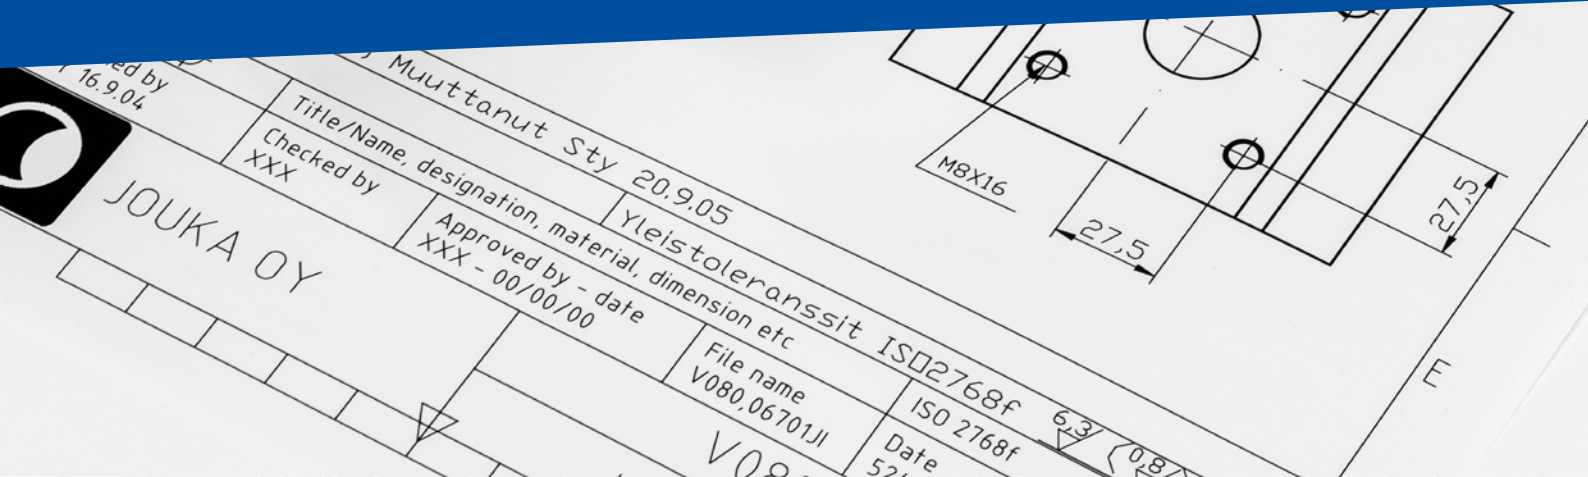 Muuttanut Sty 20.9.05
Yleistoleranssit ISO2768f
6,3
0,8
ed by
16.9.04
Title/Name, designation, material, dimension etc
Checked by
XXX
Approved by - date
XXX - 00/00/00
File name
V080,06701JI
ISO 2768f
Date
JOUKA OY
M8X16
27,5
27,5
E